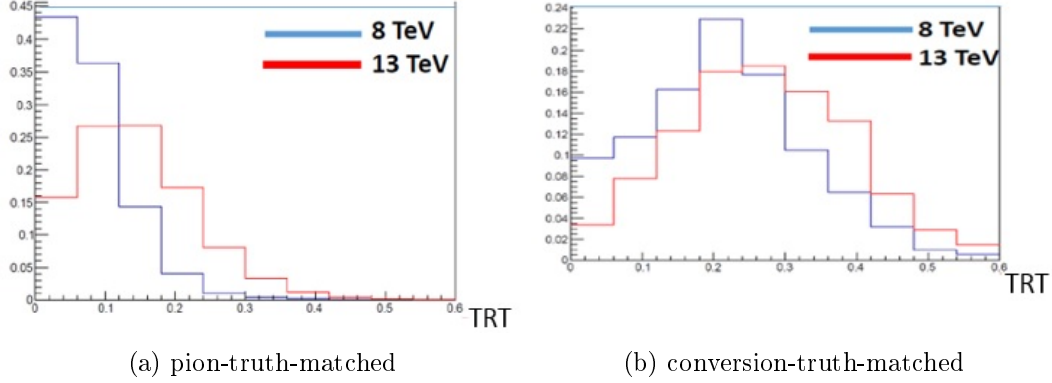 0.45
0.4
0.35
0.3
0.25
0.2
0.15
0.1
0.05
0
0 0.1 0.2 0.3 0.4 0.5 0.6
TRT
8 TeV
13 TeV
(a) pion-truth-matched
0.24
0.22
0.2
0.18
0.16
0.14
0.12
0.1
0.08
0.06
0.04
0.02
0
0 0.1 0.2 0.3 0.4 0.5 0.6
TRT
8 TeV
13 TeV
(b) conversion-truth-matched